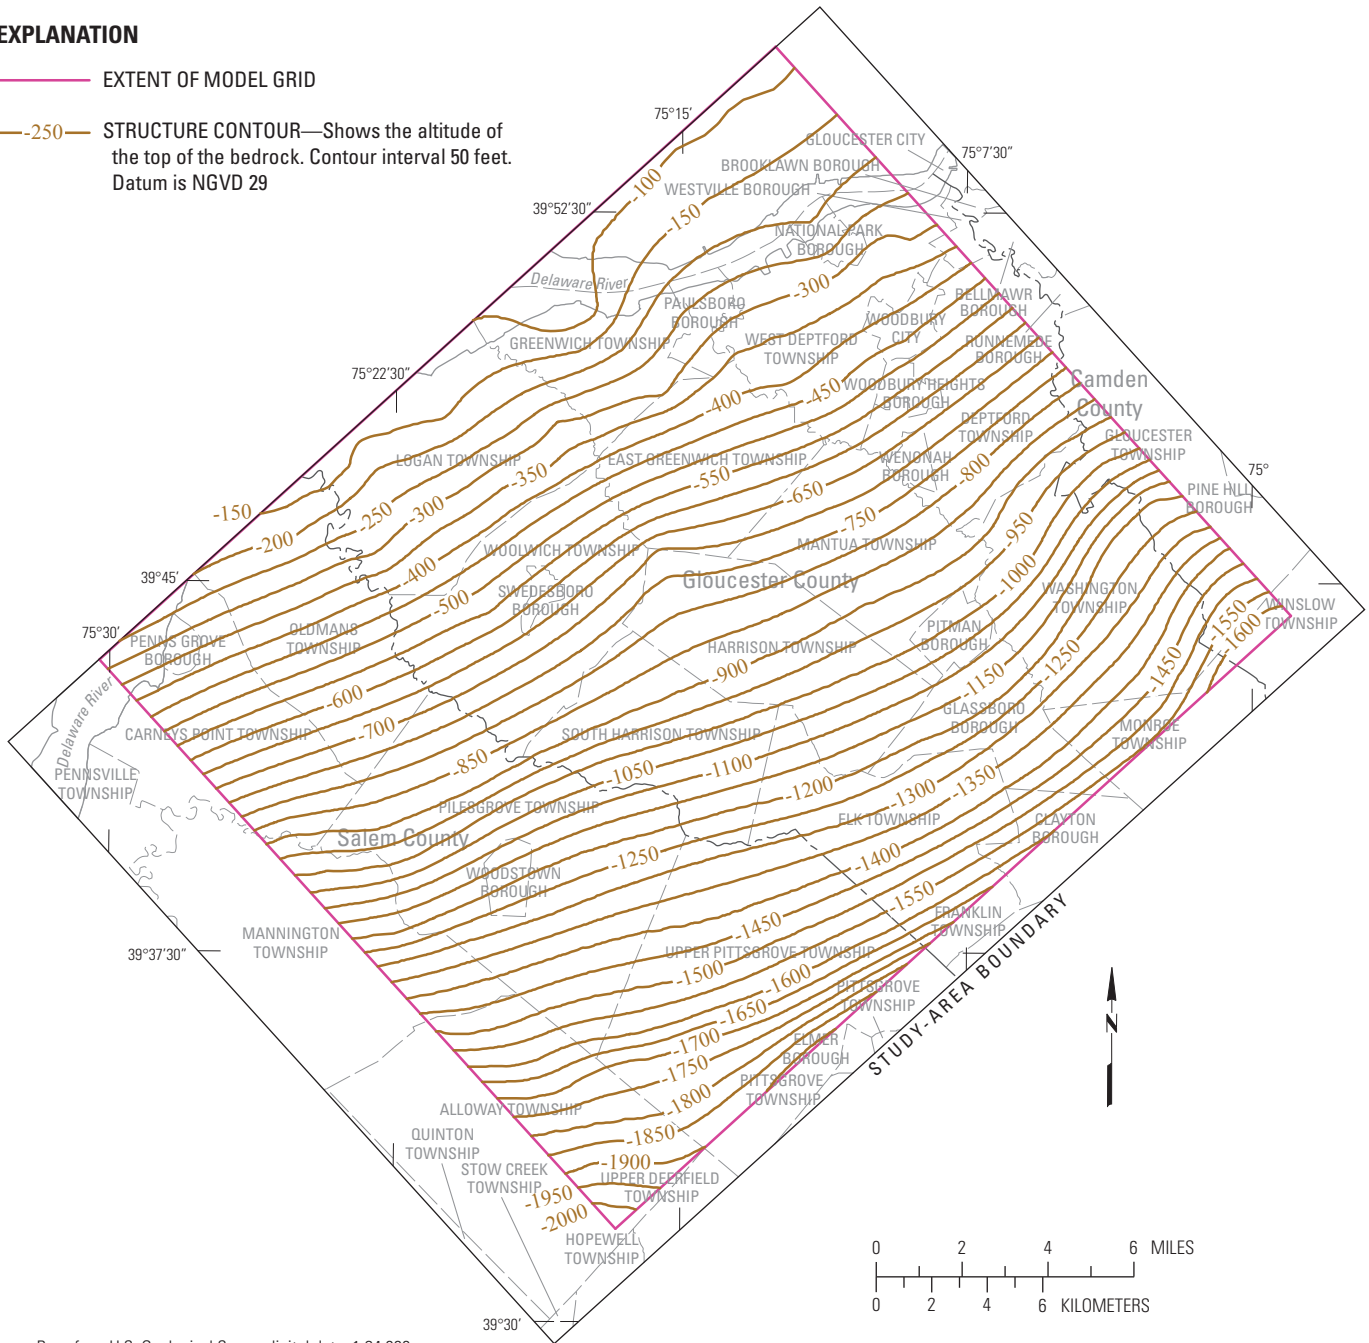 EXPLANATION
EXTENT OF MODEL GRID
-250
STRUCTURE CONTOUR—Shows the altitude of
the top of the bedrock. Contour interval 50 feet.
Datum is NGVD 29
75°15′
GLOUCESTER CITY
75°7′30″
BROOKLAWN BOROUGH
WESTVILLE BOROUGH
-100
-150
39°52′30″
NATIONAL PARK
BOROUGH
Delaware River
-300
PAULSBORO
BOROUGH
BELLMAWR
BOROUGH
WOODBURY
CITY
GREENWICH TOWNSHIP
WEST DEPTFORD
TOWNSHIP
RUNNEMEDE
BOROUGH
75°22′30″
Camden
County
WOODBURY HEIGHTS
BOROUGH
-400
-450
DEPTFORD
TOWNSHIP
GLOUCESTER
TOWNSHIP
LOGAN TOWNSHIP
-350
EAST GREENWICH TOWNSHIP
-550
WENONAH
BOROUGH
-800
75°
-650
PINE HILL
BOROUGH
-150
-250
-300
-750
-950
-200
WOOLWICH TOWNSHIP
MANTUA TOWNSHIP
39°45′
-400
Gloucester County
-1000
-500
SWEDESBORO
BOROUGH
WASHINGTON
TOWNSHIP
WINSLOW
TOWNSHIP
-1550
-1600
75°30′
PENNS GROVE
BOROUGH
OLDMANS
TOWNSHIP
PITMAN
BOROUGH
HARRISON TOWNSHIP
-900
-1250
-1450
-1150
-600
Delaware River
-700
CARNEYS POINT TOWNSHIP
SOUTH HARRISON TOWNSHIP
GLASSBORO
BOROUGH
MONROE
TOWNSHIP
-850
-1050
-1100
PENNSVILLE
TOWNSHIP
-1200
-1300
-1350
PILESGROVE TOWNSHIP
ELK TOWNSHIP
CLAYTON
BOROUGH
Salem County
-1250
-1400
WOODSTOWN
BOROUGH
-1550
-1450
FRANKLIN
TOWNSHIP
MANNINGTON
TOWNSHIP
39°37′30″
UPPER PITTSGROVE TOWNSHIP
-1500
-1600
PITTSGROVE
TOWNSHIP
STUDY-AREA BOUNDARY
-1650
N
-1700
ELMER
BOROUGH
-1750
PITTSGROVE
TOWNSHIP
-1800
ALLOWAY TOWNSHIP
-1850
QUINTON
TOWNSHIP
STOW CREEK
TOWNSHIP
-1900
UPPER DEERFIELD
TOWNSHIP
-1950
-2000
HOPEWELL
TOWNSHIP
0 2 4 6 MILES
0 2 4 6 KILOMETERS
39°30′